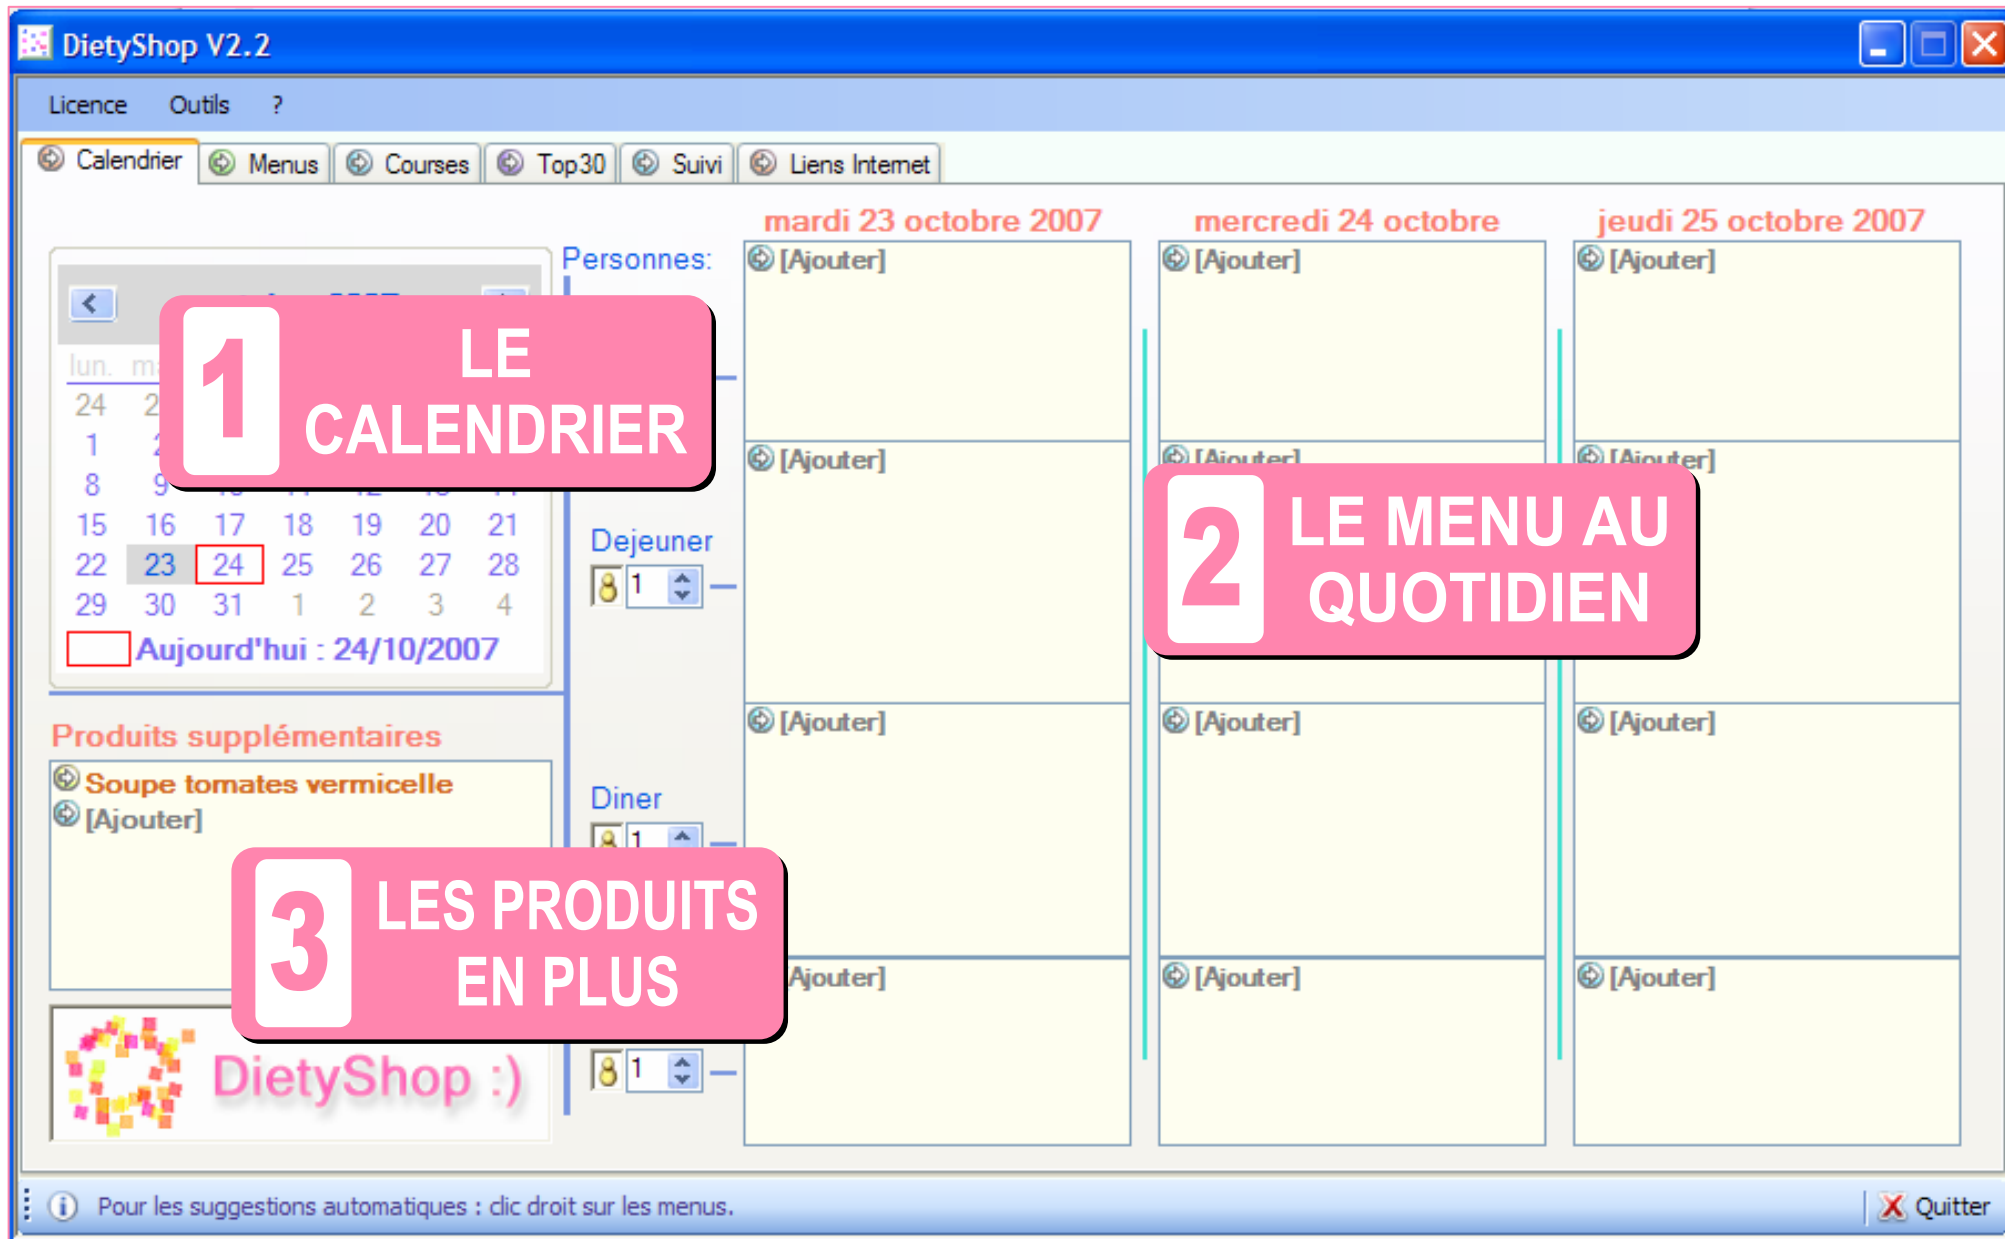 DietyShop V2.2
Licence Outils ?
Calendrier Menus Courses Top30 Suivi Liens Internet
mardi 23 octobre 2007 mercredi 24 octobre jeudi 25 octobre 2007
Personnes:
[Ajouter] [Ajouter] [Ajouter]
1 LE
CALENDRIER
lun.
24
1
8 9
15 16 17 18 19 20 21
22 23 24 25 26 27 28
29 30 31 1 2 3 4
Aujourd'hui : 24/10/2007
[Ajouter] [Ajouter] [Ajouter]
Dejeuner
1
2 LE MENU AU
QUOTIDIEN
Produits supplémentaires
Soupe tomates vermicelle
[Ajouter]
[Ajouter] [Ajouter] [Ajouter]
Diner
1
3 LES PRODUITS
EN PLUS
Ajouter] [Ajouter] [Ajouter]
1
DietyShop :)
Pour les suggestions automatiques : clic droit sur les menus.
Quitter